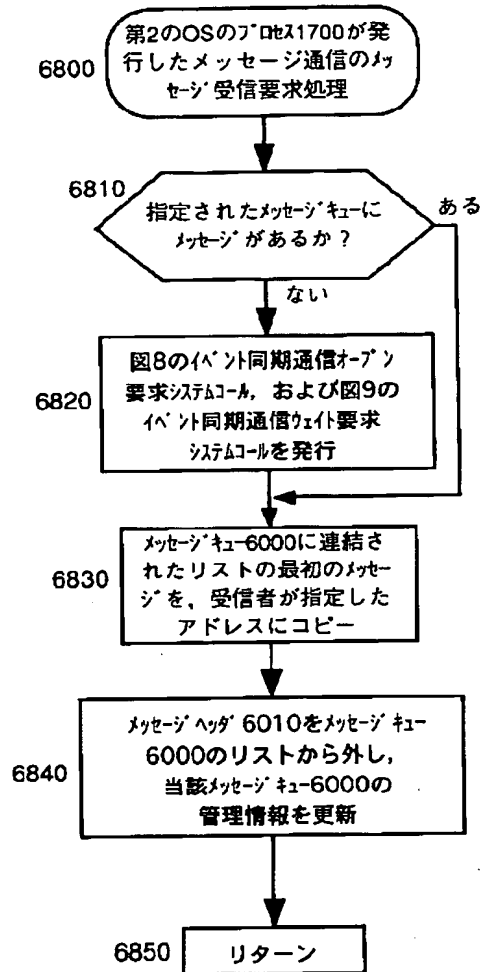 6800
第2のOSのプロセス1700が発
行したメッセージ通信のメッ
セージ受信要求処理
6810
指定されたメッセージキューに
メッセージがあるか？
ある
ない
6820
図8のイベント同期通信オープン
要求システムコール，および図9の
イベント同期通信ウェイト要求
システムコールを発行
6830
メッセージキュー6000に連結さ
れたリストの最初のメッセー
ジを，受信者が指定した
アドレスにコピー
6840
メッセージヘッダ6010をメッセージキュー
6000のリストから外し，
当該メッセージキュー6000の
管理情報を更新
6850
リターン